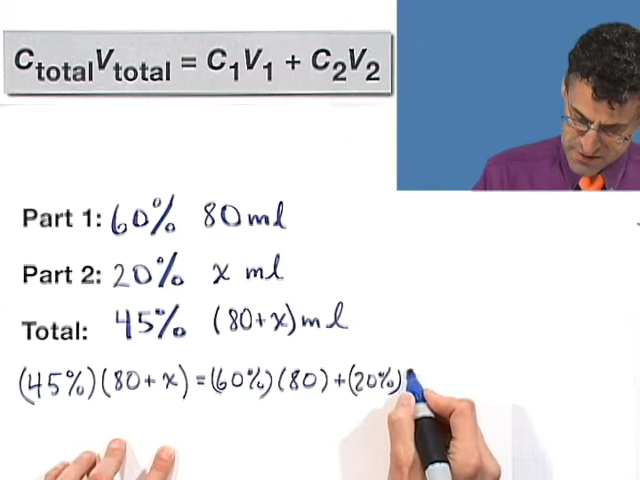 CtotalVtotal = C1V1 + C2V2
Part 1: 60% 80 ml
Part 2: 20% x ml
Total: 45% (80+x) ml
(45%)(80+x) = (60%)(80) + (20%)